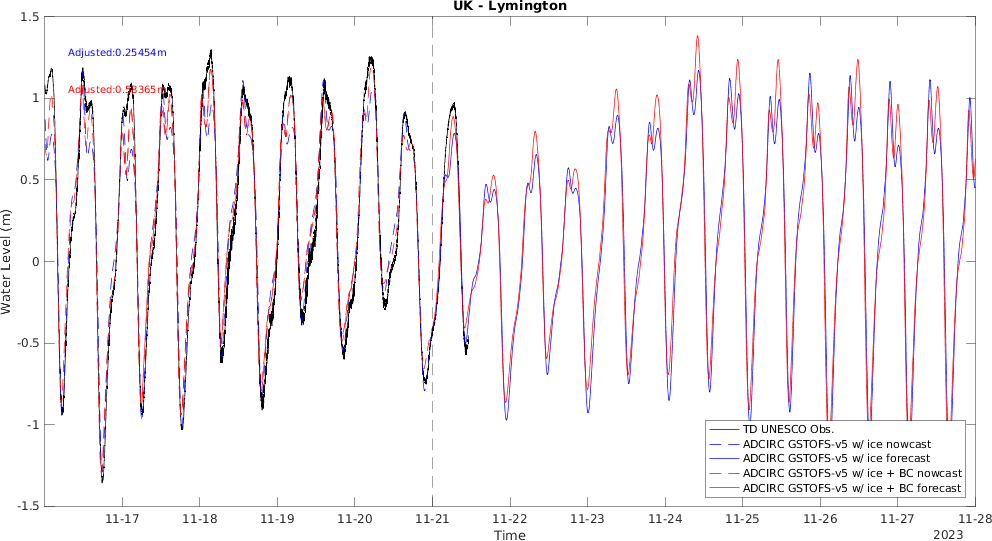 UK - Lymington
1.5
1
0.5
0
-0.5
-1
-1.5
Water Level (m)
Adjusted:0.25454m
Adjusted:0.53365m
TD UNESCO Obs.
ADCIRC GSTOFS-v5 w/ ice nowcast
ADCIRC GSTOFS-v5 w/ ice forecast
ADCIRC GSTOFS-v5 w/ ice + BC nowcast
ADCIRC GSTOFS-v5 w/ ice + BC forecast
11-17 11-18 11-19 11-20 11-21 11-22 11-23 11-24 11-25 11-26 11-27 11-28
Time
2023